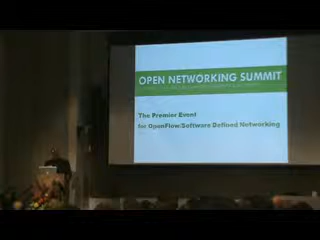 OPEN NETWORKING SUMMIT
The Premier Event
for OpenFlow/Software Defined Networking